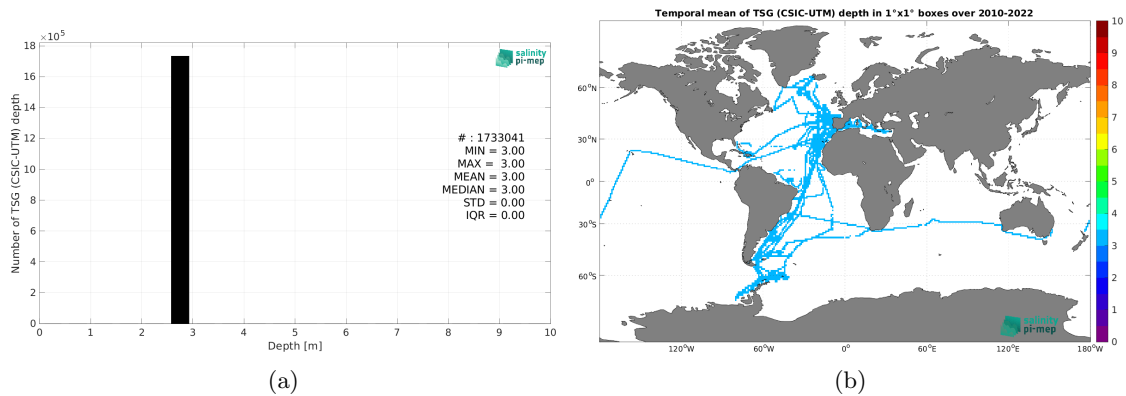 ×10⁵
18
16
14
12
10
8
6
4
2
0
Number of TSG (CSIC-UTM) depth
salinity
pi-mep
# : 1733041
MIN = 3.00
MAX = 3.00
MEAN = 3.00
MEDIAN = 3.00
STD = 0.00
IQR = 0.00
0 1 2 3 4 5 6 7 8 9 10
Depth [m]
(a)
Temporal mean of TSG (CSIC-UTM) depth in 1°x1° boxes over 2010-2022
60°N
30°N
0°
30°S
60°S
120°W 60°W 0° 60°E 120°E 180°W
salinity
pi-mep
10
9
8
7
6
5
4
3
2
1
0
(b)